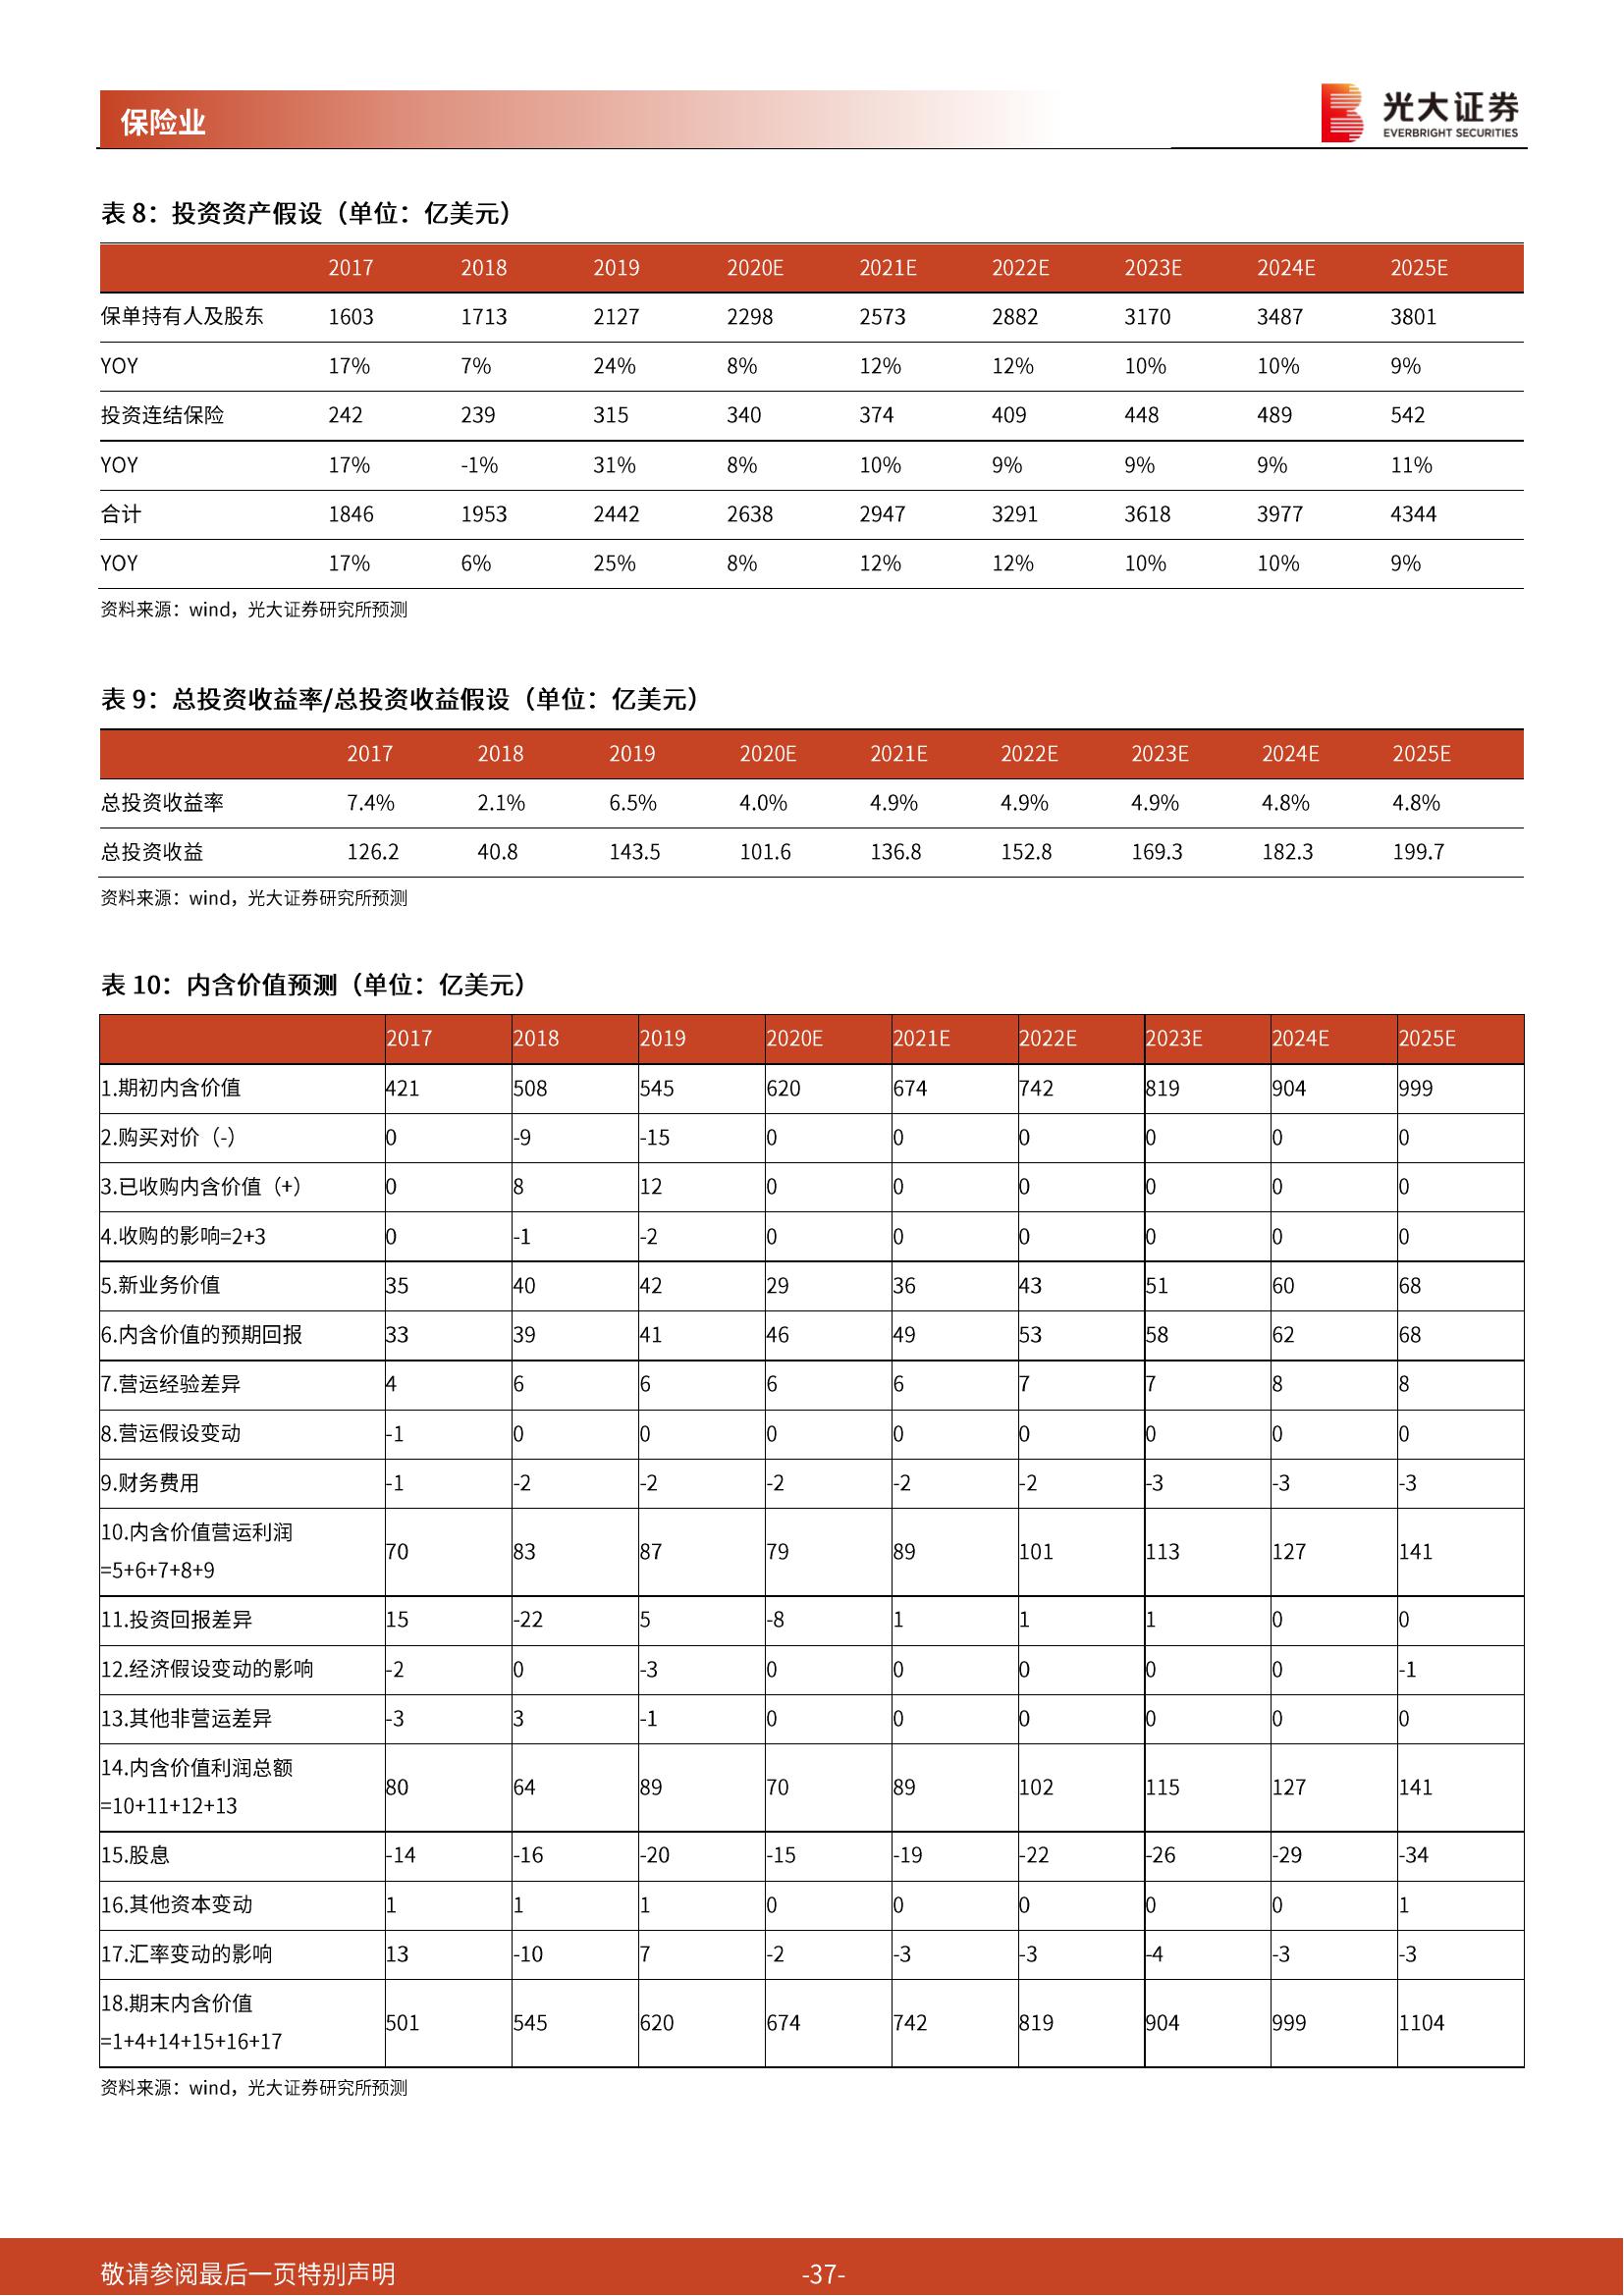 保险业
光大证券
EVERBRIGHT SECURITIES
表 8：投资资产假设（单位：亿美元）
2017 2018 2019 2020E 2021E 2022E 2023E 2024E 2025E
保单持有人及股东 1603 1713 2127 2298 2573 2882 3170 3487 3801
YOY 17% 7% 24% 8% 12% 12% 10% 10% 9%
投资连结保险 242 239 315 340 374 409 448 489 542
YOY 17% -1% 31% 8% 10% 9% 9% 9% 11%
合计 1846 1953 2442 2638 2947 3291 3618 3977 4344
YOY 17% 6% 25% 8% 12% 12% 10% 10% 9%
资料来源：wind，光大证券研究所预测
表 9：总投资收益率/总投资收益假设（单位：亿美元）
2017 2018 2019 2020E 2021E 2022E 2023E 2024E 2025E
总投资收益率 7.4% 2.1% 6.5% 4.0% 4.9% 4.9% 4.9% 4.8% 4.8%
总投资收益 126.2 40.8 143.5 101.6 136.8 152.8 169.3 182.3 199.7
资料来源：wind，光大证券研究所预测
表 10：内含价值预测（单位：亿美元）
2017 2018 2019 2020E 2021E 2022E 2023E 2024E 2025E
1.期初内含价值 421 508 545 620 674 742 819 904 999
2.购买对价（-） 0 -9 -15 0 0 0 0 0 0
3.已收购内含价值（+） 0 8 12 0 0 0 0 0 0
4.收购的影响=2+3 0 -1 -2 0 0 0 0 0 0
5.新业务价值 35 40 42 29 36 43 51 60 68
6.内含价值的预期回报 33 39 41 46 49 53 58 62 68
7.营运经验差异 4 6 6 6 6 7 7 8 8
8.营运假设变动 -1 0 0 0 0 0 0 0 0
9.财务费用 -1 -2 -2 -2 -2 -2 -3 -3 -3
10.内含价值营运利润
=5+6+7+8+9 70 83 87 79 89 101 113 127 141
11.投资回报差异 15 -22 5 -8 1 1 1 0 0
12.经济假设变动的影响 -2 0 -3 0 0 0 0 0 -1
13.其他非营运差异 -3 3 -1 0 0 0 0 0 0
14.内含价值利润总额
=10+11+12+13 80 64 89 70 89 102 115 127 141
15.股息 -14 -16 -20 -15 -19 -22 -26 -29 -34
16.其他资本变动 1 1 1 0 0 0 0 0 1
17.汇率变动的影响 13 -10 7 -2 -3 -3 -4 -3 -3
18.期末内含价值
=1+4+14+15+16+17 501 545 620 674 742 819 904 999 1104
资料来源：wind，光大证券研究所预测
敬请参阅最后一页特别声明 -37-